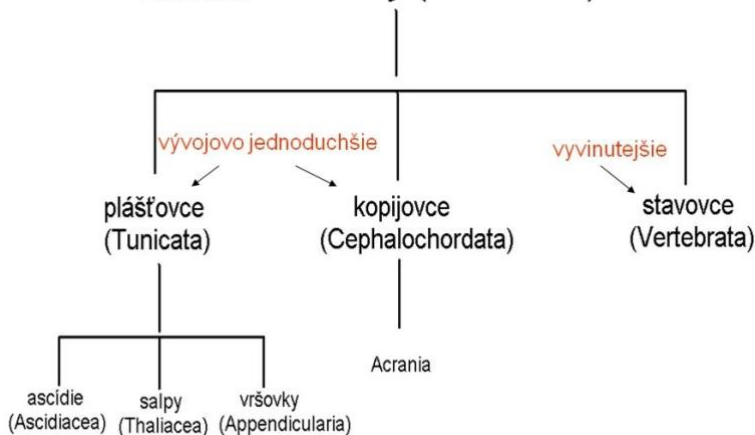 vývojovo jednoduchšie
vyvinutejšie
plášťovce
(Tunicata)
kopijovce
(Cephalochordata)
stavovce
(Vertebrata)
Acrania
ascídie
(Ascidiacea)
salpy
(Thaliacea)
vršovky
(Appendicularia)